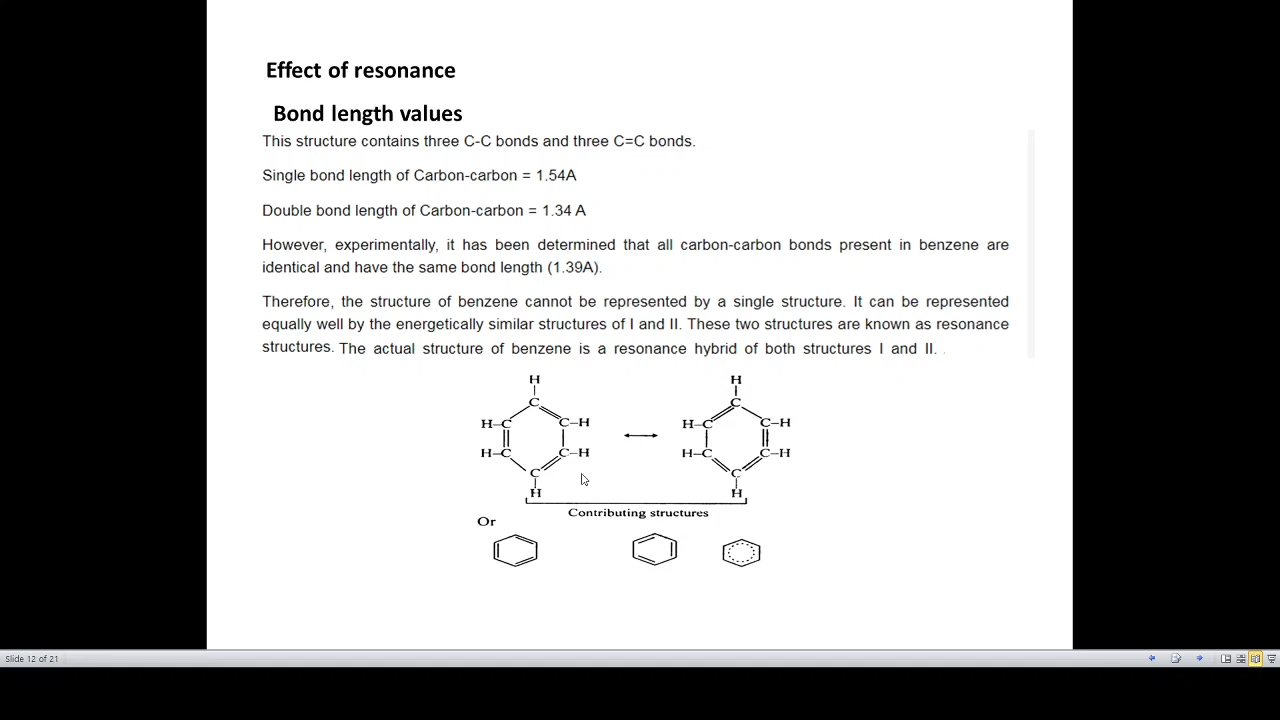 Effect of resonance
Bond length values
This structure contains three C-C bonds and three C=C bonds.
Single bond length of Carbon-carbon = 1.54A
Double bond length of Carbon-carbon = 1.34 A
However, experimentally, it has been determined that all carbon-carbon bonds present in benzene are
identical and have the same bond length (1.39A).
Therefore, the structure of benzene cannot be represented by a single structure. It can be represented
equally well by the energetically similar structures of I and II. These two structures are known as resonance
structures. The actual structure of benzene is a resonance hybrid of both structures I and II.
H H
C C
H-C C-H H-C C-H
H-C C-H H-C C-H
C C
H H
Contributing structures
Or
Slide 12 of 21